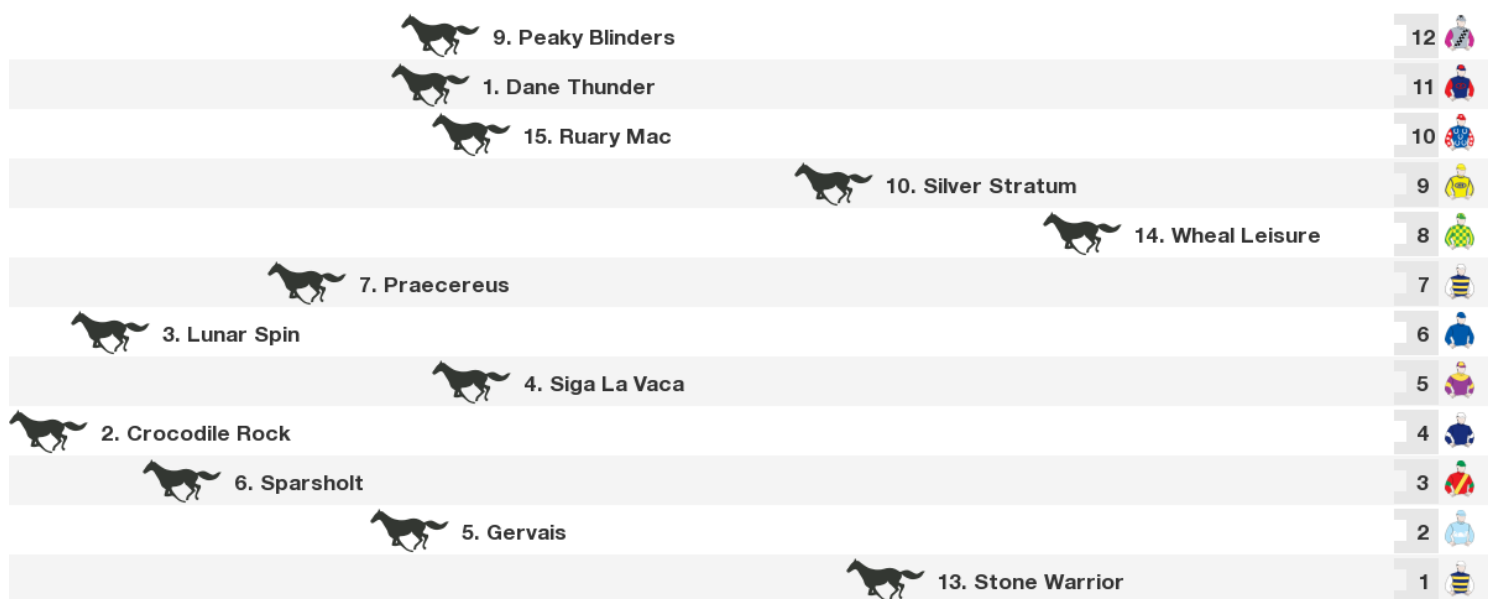 9. Peaky Blinders 12
1. Dane Thunder 11
15. Ruary Mac 10
10. Silver Stratum 9
14. Wheal Leisure 8
7. Praecereus 7
3. Lunar Spin 6
4. Siga La Vaca 5
2. Crocodile Rock 4
6. Sparsholt 3
5. Gervais 2
13. Stone Warrior 1